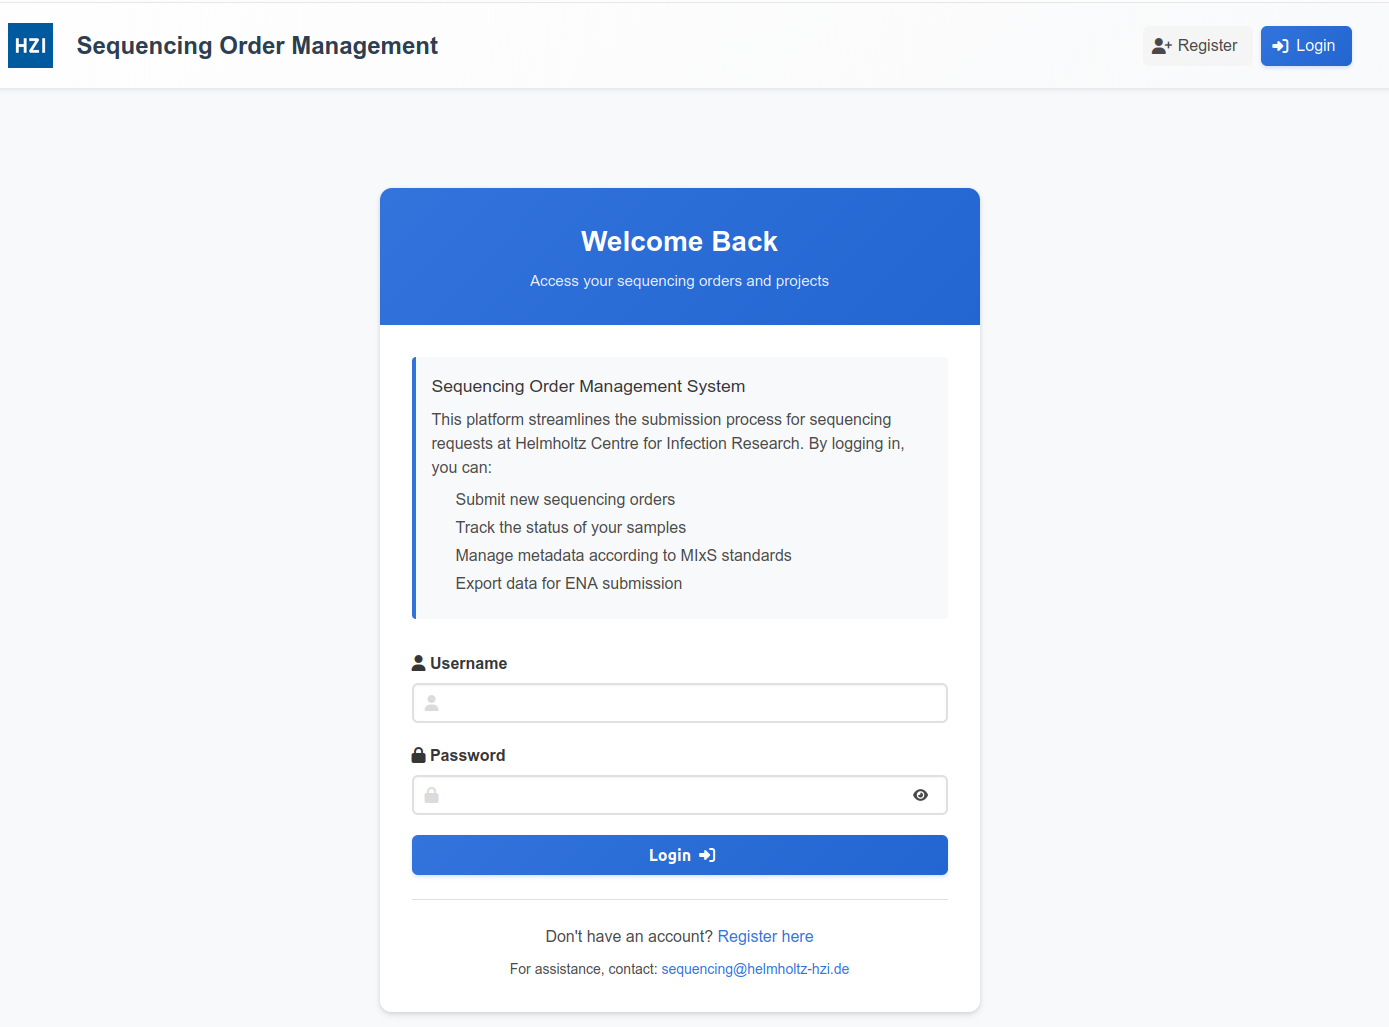 HZI
Sequencing Order Management
Register
Login
Welcome Back
Access your sequencing orders and projects
Sequencing Order Management System
This platform streamlines the submission process for sequencing
requests at Helmholtz Centre for Infection Research. By logging in,
you can:
Submit new sequencing orders
Track the status of your samples
Manage metadata according to MIxS standards
Export data for ENA submission
Username
Password
Login
Don't have an account? Register here
For assistance, contact: sequencing@helmholtz-hzi.de